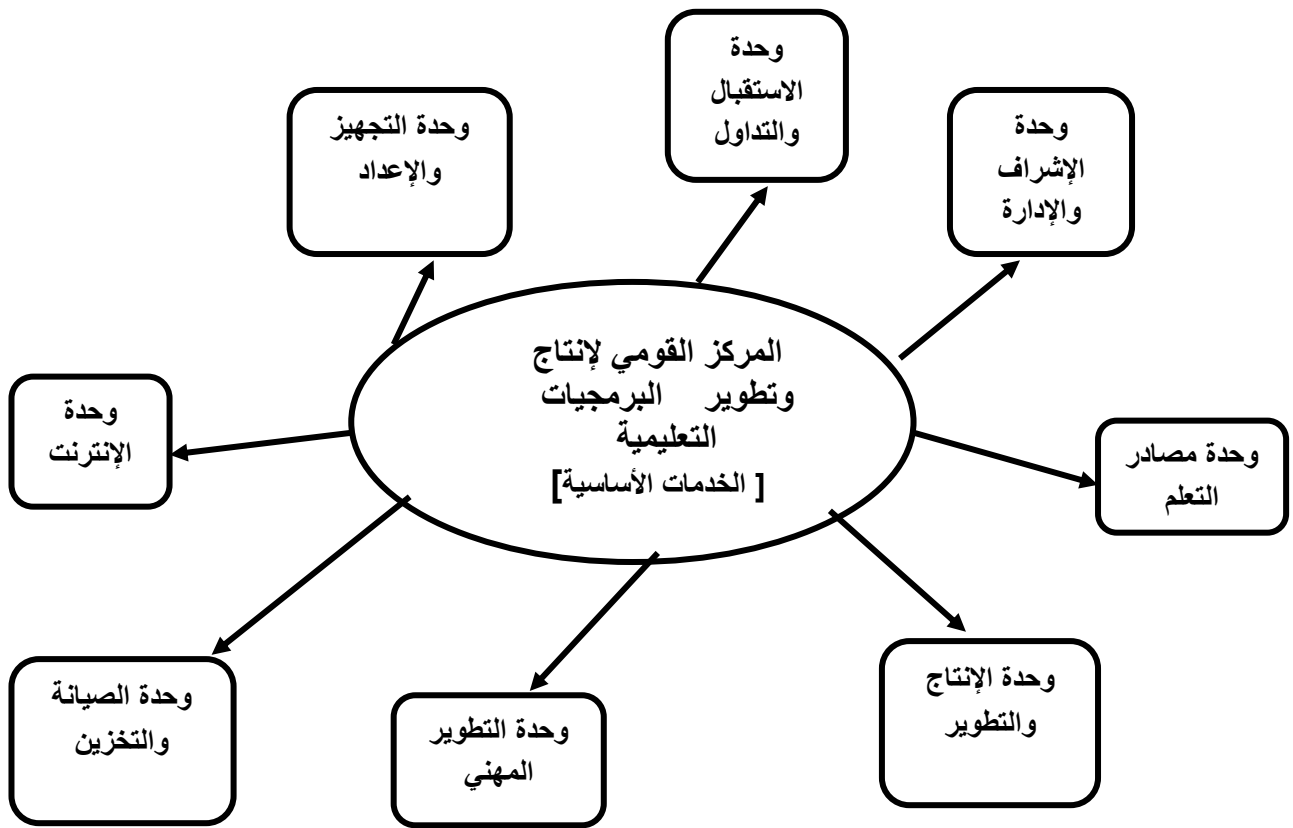 وحدة
الاستقبال
والتداول
وحدة
الإشراف
والإدارة
وحدة التجهيز
والإعداد
المركز القومي لإنتاج
وتطوير البرمجيات
التعليمية
[ الخدمات الأساسية]
وحدة
الإنترنت
وحدة مصادر
التعلم
وحدة الإنتاج
والتطوير
وحدة التطوير
المهني
وحدة الصيانة
والتخزين